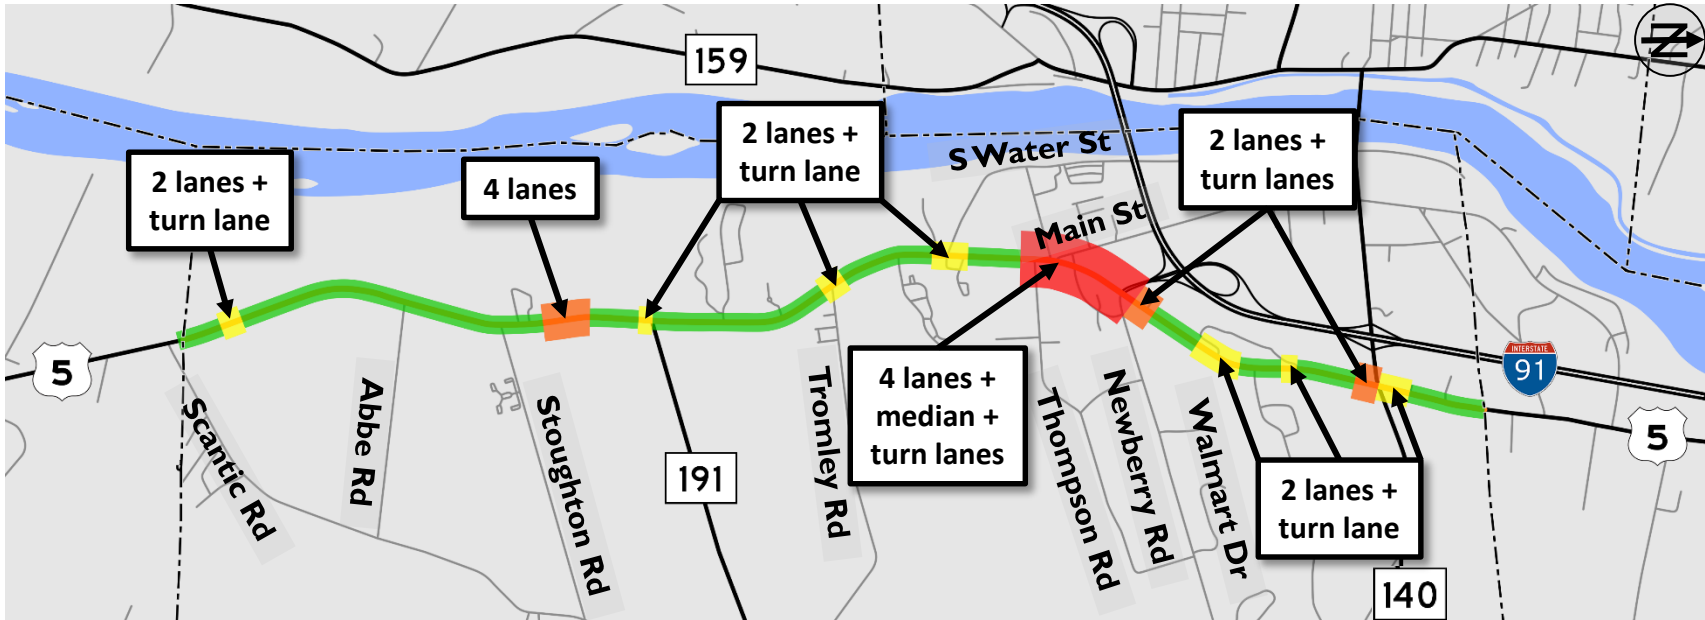 N
159
2 lanes +
turn lane
4 lanes
2 lanes +
turn lane
S Water St
2 lanes +
turn lanes
Main St
5
Scantic Rd
Abbe Rd
Stoughton Rd
191
Tromley Rd
4 lanes +
median +
turn lanes
Thompson Rd
Newberry Rd
Walmart Dr
2 lanes +
turn lane
INTERSTATE
91
5
140